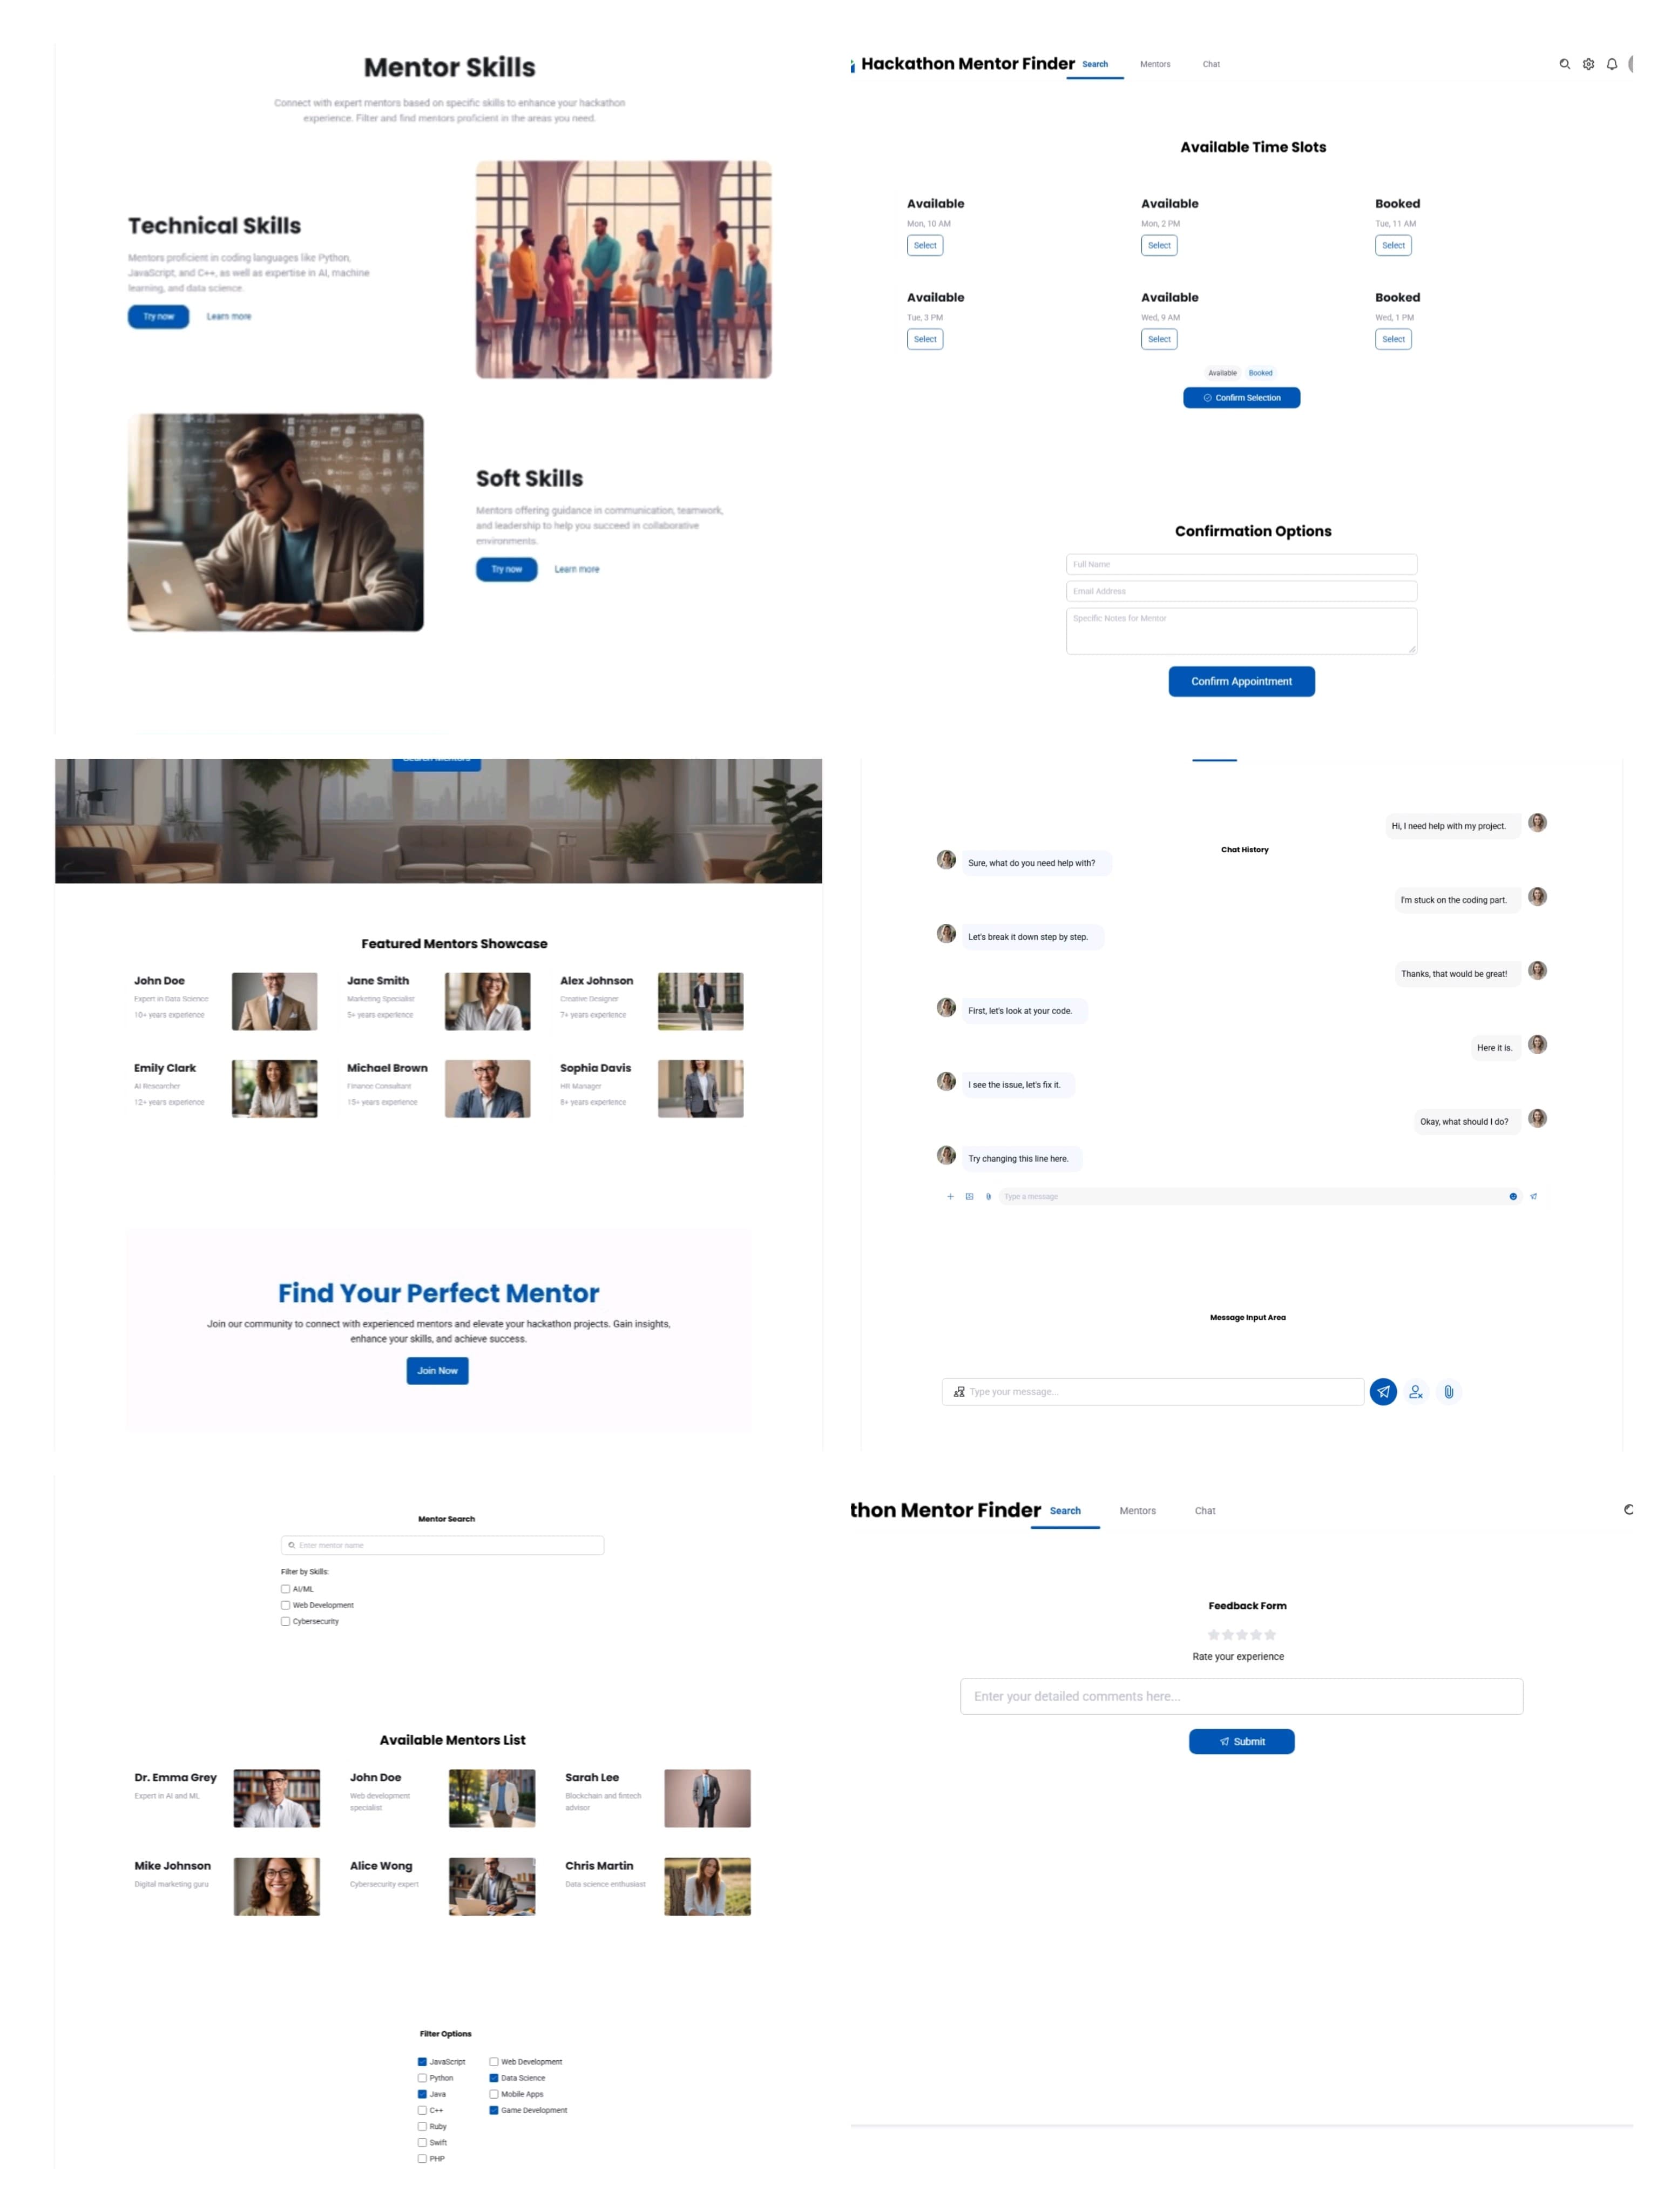 Mentor Skills
Connect with expert mentors based on specific skills to enhance your hackathon
experience. Filter and find mentors proficient in the areas you need.
Technical Skills
Mentors proficient in coding languages like Python,
JavaScript, and C++, as well as expertise in AI, machine
learning, and data science.
Try now Learn more
Soft Skills
Mentors offering guidance in communication, teamwork,
and leadership to help you succeed in collaborative
environments.
Try now Learn more
Hackathon Mentor Finder Search Mentors Chat
Available Time Slots
Available Available Booked
Mon, 10 AM Mon, 2 PM Tue, 11 AM
Select Select Select
Available Available Booked
Tue, 3 PM Wed, 9 AM Wed, 1 PM
Select Select Select
Available Booked
Confirm Selection
Confirmation Options
Full Name
Email Address
Specific Notes for Mentor
Confirm Appointment
Search Mentors
Featured Mentors Showcase
John Doe Jane Smith Alex Johnson
Expert in Data Science Marketing Specialist Creative Designer
10+ years experience 5+ years experience 7+ years experience
Emily Clark Michael Brown Sophia Davis
AI Researcher Finance Consultant HR Manager
12+ years experience 15+ years experience 8+ years experience
Find Your Perfect Mentor
Join our community to connect with experienced mentors and elevate your hackathon projects. Gain insights,
enhance your skills, and achieve success.
Join Now
Hi, I need help with my project.
Chat History
Sure, what do you need help with?
I'm stuck on the coding part.
Let's break it down step by step.
Thanks, that would be great!
First, let's look at your code.
Here it is.
I see the issue, let's fix it.
Okay, what should I do?
Try changing this line here.
Type a message
Message Input Area
Type your message...
Mentor Search
Enter mentor name
Filter by Skills:
AI/ML
Web Development
Cybersecurity
Available Mentors List
Dr. Emma Grey John Doe Sarah Lee
Expert in AI and ML Web development Blockchain and fintech
specialist advisor
Mike Johnson Alice Wong Chris Martin
Digital marketing guru Cybersecurity expert Data science enthusiast
Filter Options
JavaScript Web Development
Python Data Science
Java Mobile Apps
C++ Game Development
Ruby
Swift
PHP
thon Mentor Finder Search Mentors Chat
Feedback Form
Rate your experience
Enter your detailed comments here...
Submit